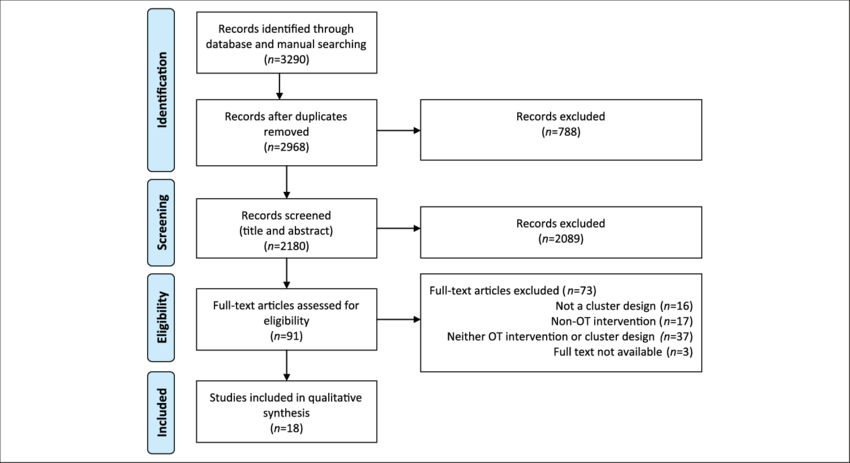 Identification
Records identified through
database and manual searching
(n=3290)
Records after duplicates
removed
(n=2968)
Records excluded
(n=788)
Screening
Records screened
(title and abstract)
(n=2180)
Records excluded
(n=2089)
Eligibility
Full-text articles assessed for
eligibility
(n=91)
Full-text articles excluded (n=73)
Not a cluster design (n=16)
Non-OT intervention (n=17)
Neither OT intervention or cluster design (n=37)
Full text not available (n=3)
Included
Studies included in qualitative
synthesis
(n=18)